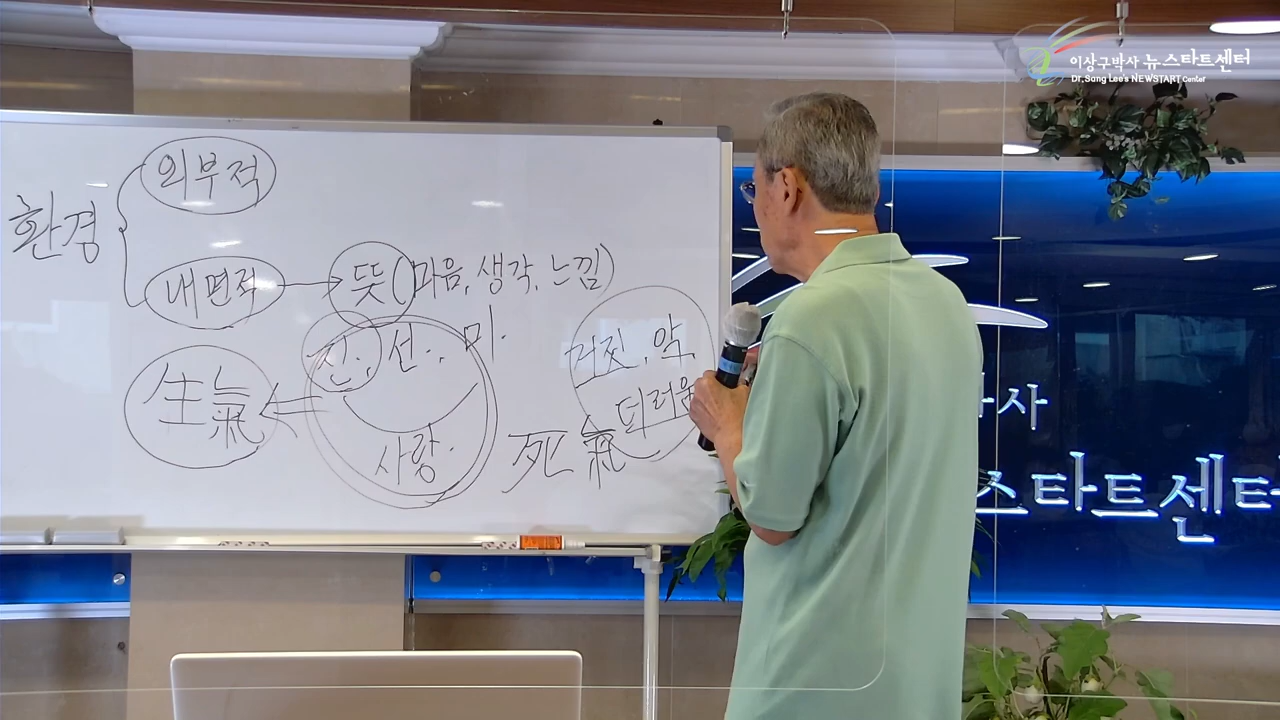 이상구박사 뉴스타트센터
Dr. Sang Lee's NEWSTART Center
외부적
환경
내면적 → 뜻(마음, 생각, 느낌)
진, 선, 미.
거짓, 악,
더러움
生氣
사랑.
死氣
사
스타트센터